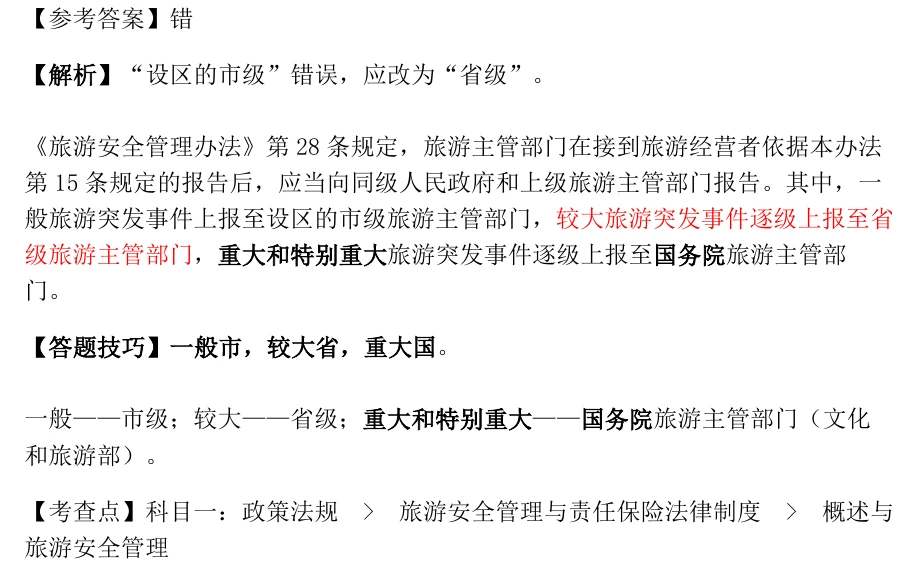 【参考答案】错
【解析】“设区的市级”错误，应改为“省级”。
《旅游安全管理办法》第 28 条规定，旅游主管部门在接到旅游经营者依据本办法
第 15 条规定的报告后，应当向同级人民政府和上级旅游主管部门报告。其中，一
般旅游突发事件上报至设区的市级旅游主管部门，较大旅游突发事件逐级上报至省
级旅游主管部门，重大和特别重大旅游突发事件逐级上报至国务院旅游主管部
门。
【答题技巧】一般市，较大省，重大国。
一般——市级；较大——省级；重大和特别重大——国务院旅游主管部门（文化
和旅游部）。
【考查点】科目一：政策法规 > 旅游安全管理与责任保险法律制度 > 概述与
旅游安全管理